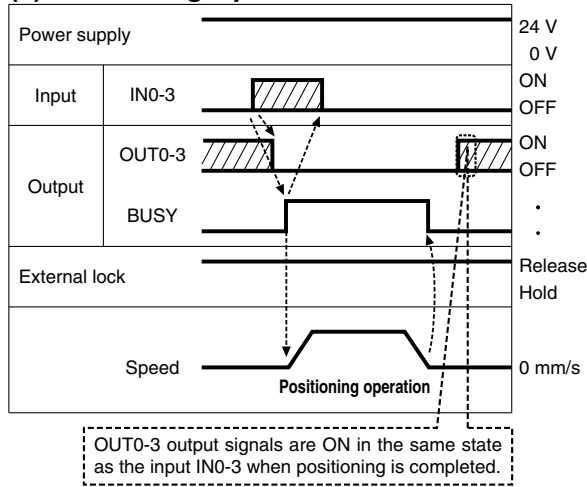 Power supply
24 V
0 V
Input
IN0-3
ON
OFF
Output
OUT0-3
ON
OFF
BUSY
External lock
Release
Hold
Speed
0 mm/s
Positioning operation
OUT0-3 output signals are ON in the same state
as the input IN0-3 when positioning is completed.